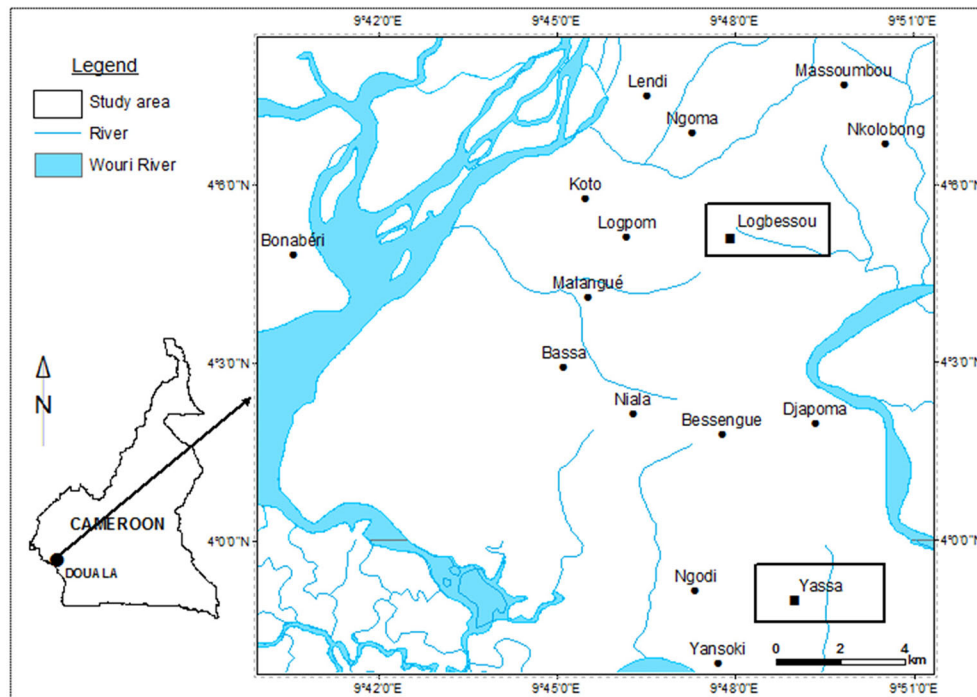 9°42'0"E 9°45'0"E 9°48'0"E 9°51'0"E
Legend
Study area
River
Wouri River
Massoumbou
Lendi
Ngoma
Nkolobong
4°6'0"N 4°6'0"N
Koto
Logpom
Logbessou
Bonabéri
Malangué
4°3'0"N 4°3'0"N
Bassa
N
Niala
Bessengue
Djapoma
CAMEROON
DOUALA
4°0'0"N 4°0'0"N
Ngodi
Yassa
Yansoki
0 2 4
km
9°42'0"E 9°45'0"E 9°48'0"E 9°51'0"E